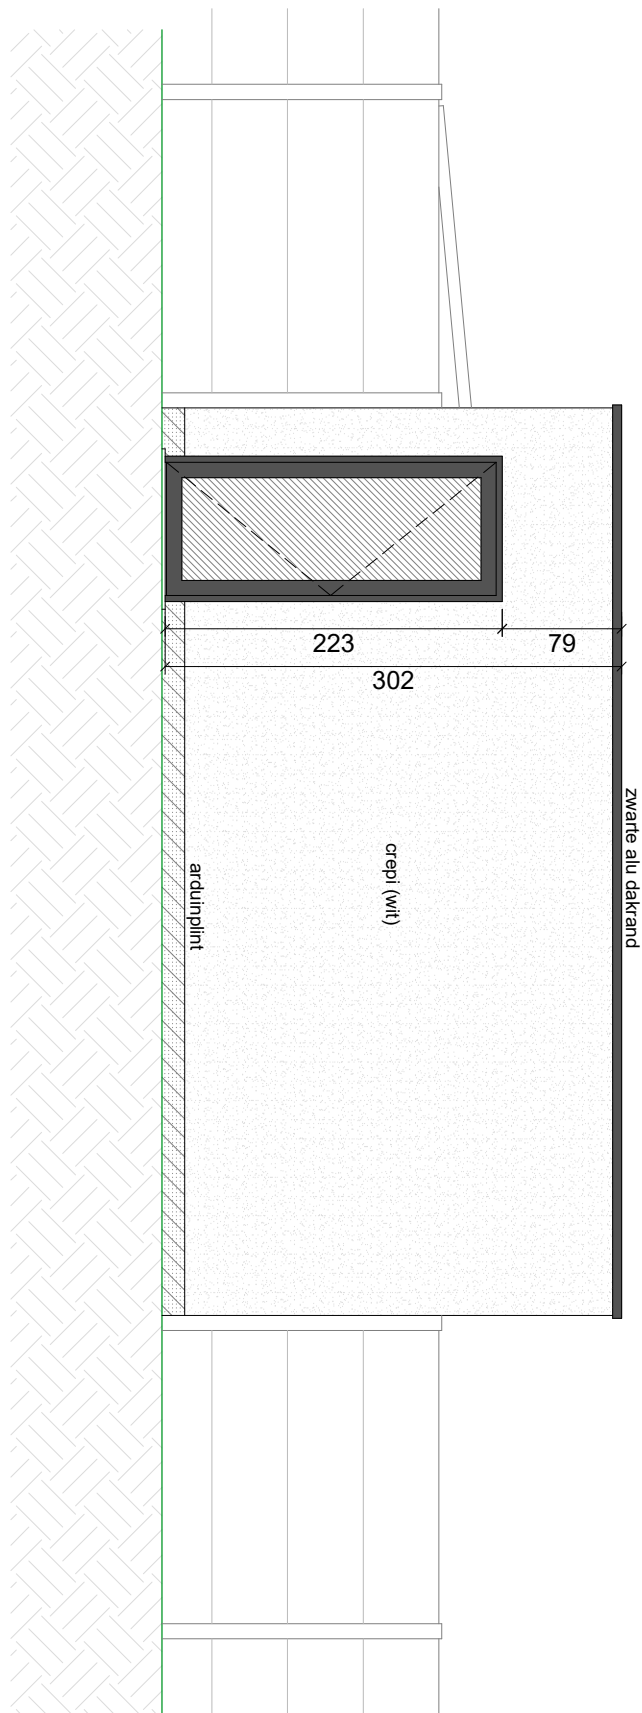 223
79
302
zwarte alu dakrand
crepi (wit)
arduinplint